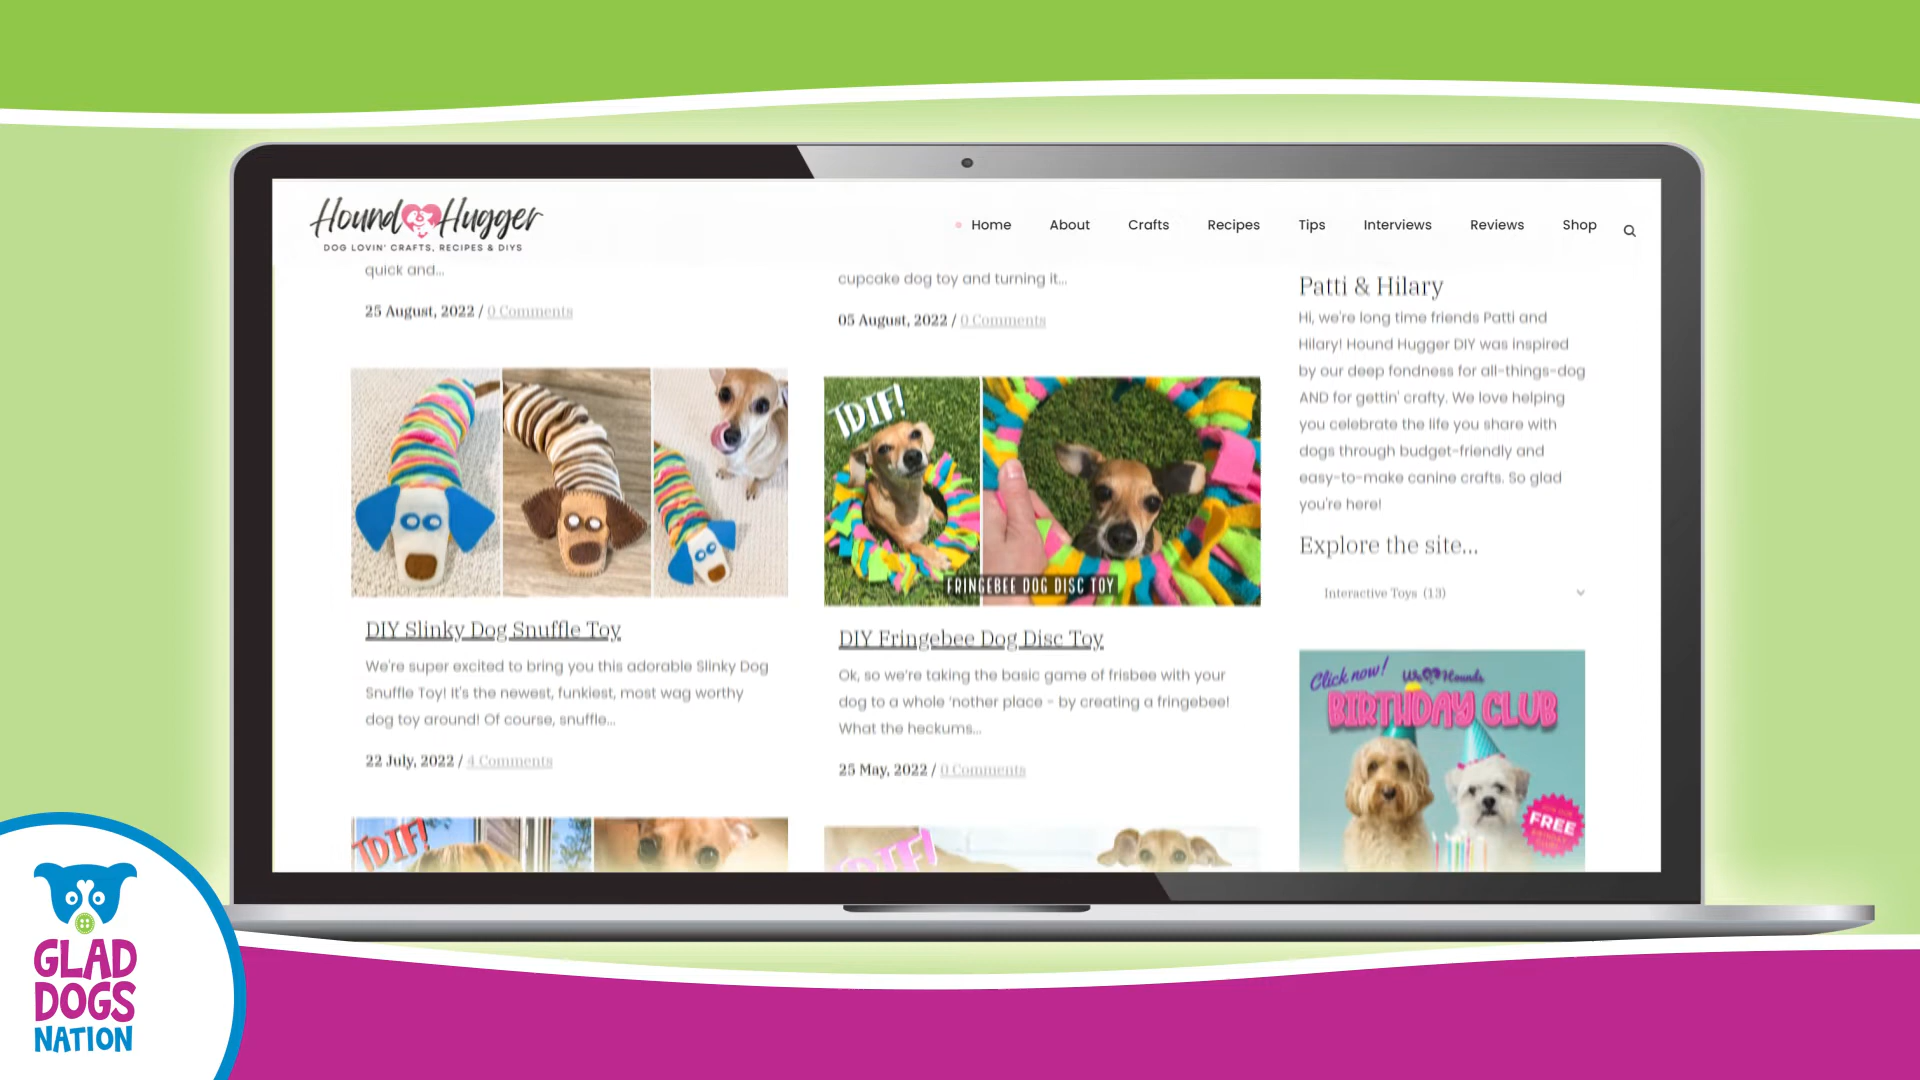 Hound Hugger
DOG LOVIN' CRAFTS, RECIPES & DIYS
Home
About
Crafts
Recipes
Tips
Interviews
Reviews
Shop
quick and...
25 August, 2022 / 0 Comments
TDIF!
DIY Slinky Dog Snuffle Toy
We're super excited to bring you this adorable Slinky Dog
Snuffle Toy! It's the newest, funkiest, most wag worthy
dog toy around! Of course, snuffle...
22 July, 2022 / 4 Comments
TDIF!
cupcake dog toy and turning it...
05 August, 2022 / 0 Comments
FRINGEBEE DOG DISC TOY
DIY Fringebee Dog Disc Toy
Ok, so we're taking the basic game of frisbee with your
dog to a whole 'nother place - by creating a fringebee!
What the heckums...
25 May, 2022 / 0 Comments
TDIF!
Patti & Hilary
Hi, we're long time friends Patti and
Hilary! Hound Hugger DIY was inspired
by our deep fondness for all-things-dog
AND for gettin' crafty. We love helping
you celebrate the life you share with
dogs through budget-friendly and
easy-to-make canine crafts. So glad
you're here!
Explore the site...
Interactive Toys (13)
Click now!
We Hounds
BIRTHDAY CLUB
FREE
GLAD
DOGS
NATION